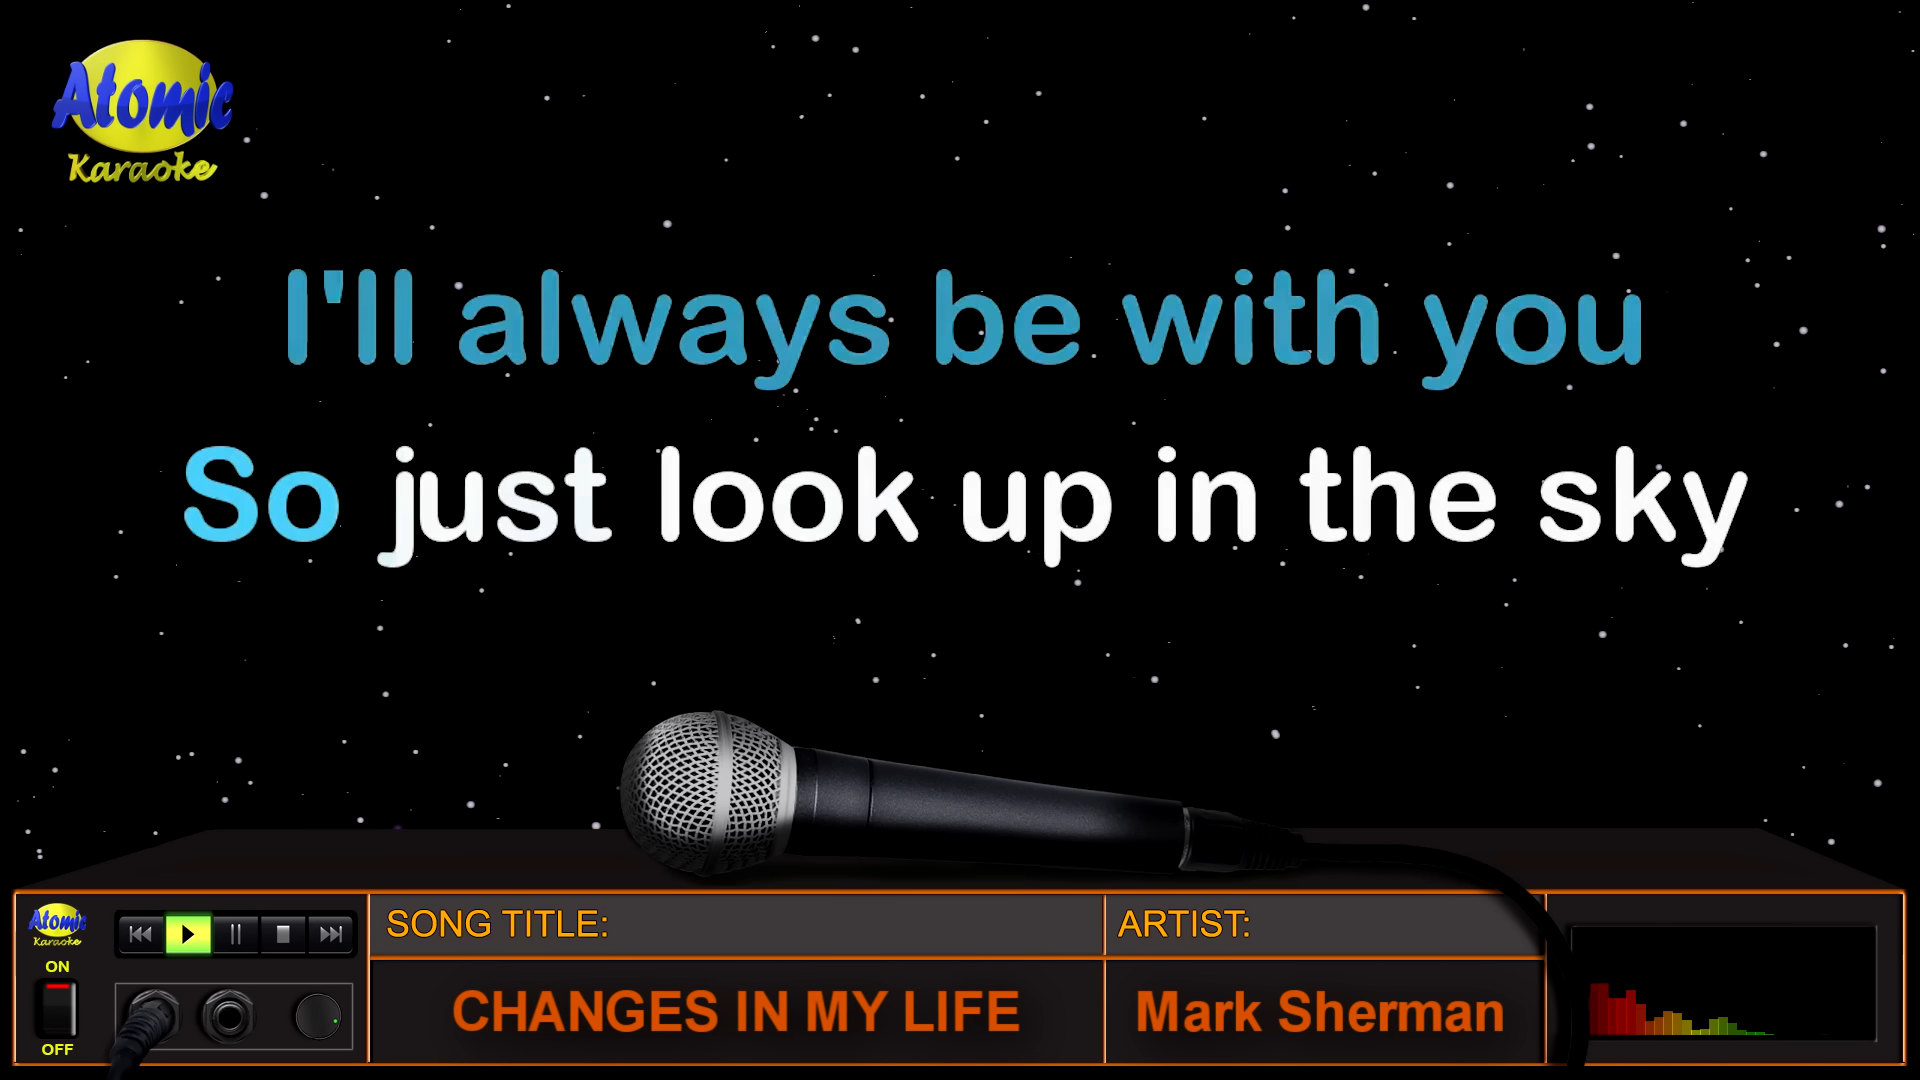 Atomic
Karaoke
I'll always be with you
So just look up in the sky
Atomic
Karaoke
ON
OFF
SONG TITLE:
CHANGES IN MY LIFE
ARTIST:
Mark Sherman